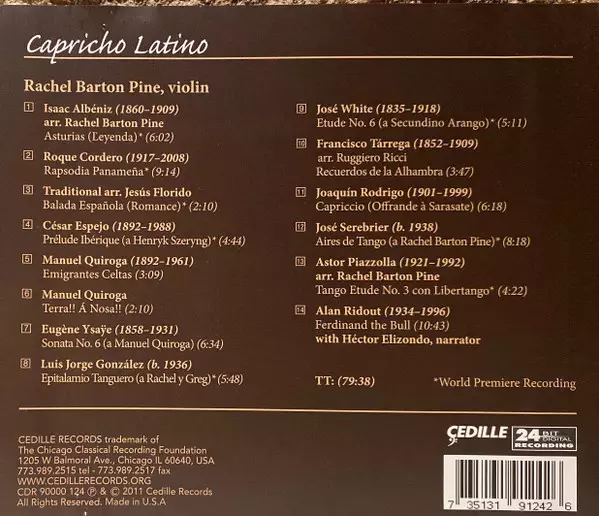 Capricho Latino
Rachel Barton Pine, violin
1 Isaac Albéniz (1860–1909)
arr. Rachel Barton Pine
Asturias (Leyenda)* (6:02)
2 Roque Cordero (1917–2008)
Rapsodia Panameña* (9:14)
3 Traditional arr. Jesús Florido
Balada Española (Romance)* (2:10)
4 César Espejo (1892–1988)
Prélude Ibérique (a Henryk Szeryng)* (4:44)
5 Manuel Quiroga (1892–1961)
Emigrantes Celtas (3:09)
6 Manuel Quiroga
Terra!! Á Nosa!! (2:10)
7 Eugène Ysaÿe (1858–1931)
Sonata No. 6 (a Manuel Quiroga) (6:34)
8 Luis Jorge González (b. 1936)
Epitalamio Tanguero (a Rachel y Greg)* (5:48)
9 José White (1835–1918)
Etude No. 6 (a Secundino Arango)* (5:11)
10 Francisco Tárrega (1852–1909)
arr. Ruggiero Ricci
Recuerdos de la Alhambra (3:47)
11 Joaquín Rodrigo (1901–1999)
Capriccio (Offrande à Sarasate) (6:18)
12 José Serebrier (b. 1938)
Aires de Tango (a Rachel Barton Pine)* (8:18)
13 Astor Piazzolla (1921–1992)
arr. Rachel Barton Pine
Tango Etude No. 3 con Libertango* (4:22)
14 Alan Ridout (1934–1996)
Ferdinand the Bull (10:43)
with Héctor Elizondo, narrator
TT: (79:38) *World Premiere Recording
CEDILLE RECORDS trademark of
The Chicago Classical Recording Foundation
1205 W Balmoral Ave, Chicago IL 60640, USA
773.989.2515 tel - 773.989.2517 fax
WWW.CEDILLERECORDS.ORG
CDR 90000 124 ℗ & © 2011 Cedille Records
All Rights Reserved. Made in U.S.A
CEDILLE
24 BIT DIGITAL RECORDING
7 35131 91242 6